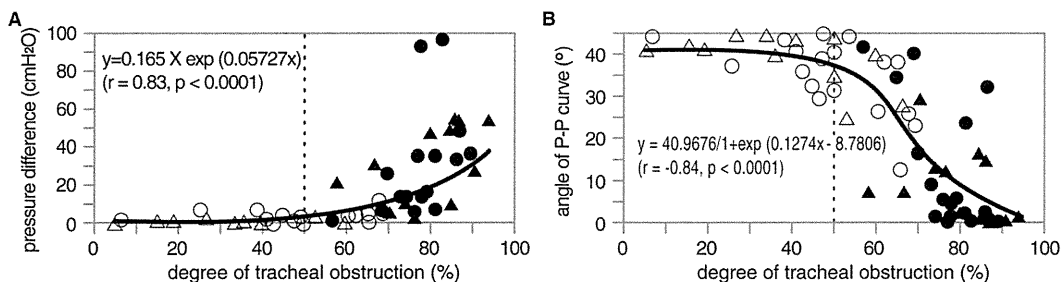 A
pressure difference (cmH2O)
100
80
60
40
20
0
y=0.165 X exp (0.05727x)
(r = 0.83, p < 0.0001)
0 20 40 60 80 100
degree of tracheal obstruction (%)
B
angle of P-P curve (º)
40
30
20
10
0
y = 40.9676/1+exp (0.1274x - 8.7806)
(r = -0.84, p < 0.0001)
0 20 40 60 80 100
degree of tracheal obstruction (%)